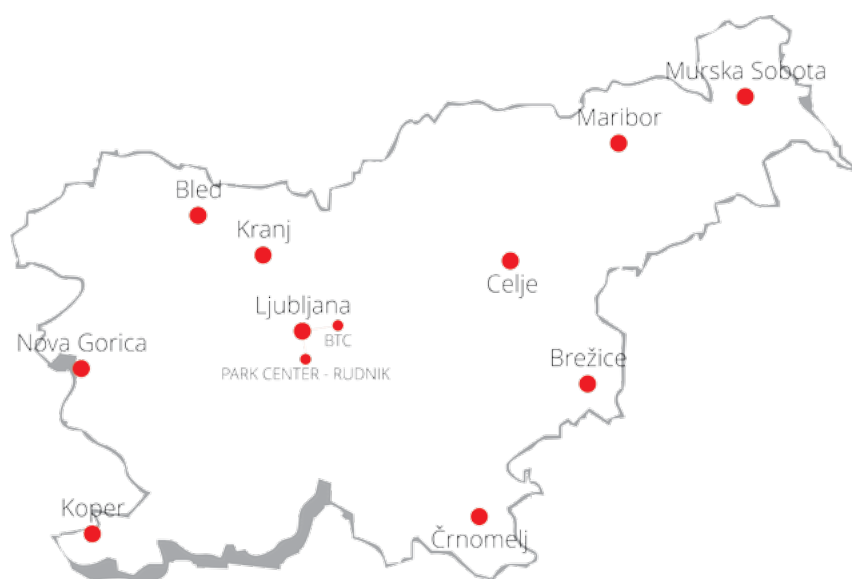 Murska Sobota
Maribor
Bled
Kranj
Celje
Ljubljana
BTC
Nova Gorica
PARK CENTER - RUDNIK
Brežice
Koper
Črnomelj